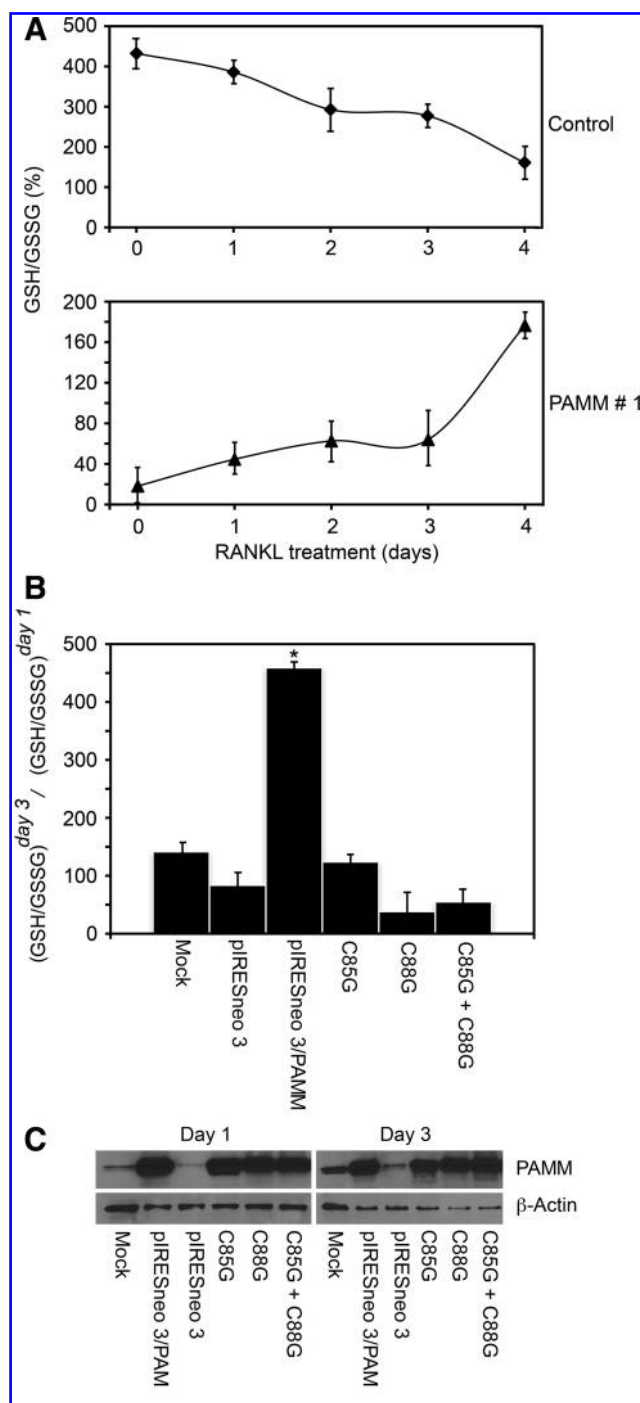 A
500
400
300
200
100
0
0 1 2 3 4
GSH/GSSG (%)
Control
200
160
120
80
40
0
0 1 2 3 4
RANKL treatment (days)
PAMM # 1
B
(GSH/GSSG)day 3 / (GSH/GSSG)day 1
500
400
300
200
100
0
*
Mock
pIRESneo 3
pIRESneo 3/PAMM
C85G
C88G
C85G + C88G
C
Day 1 Day 3
PAMM
β-Actin
Mock
pIRESneo 3/PAM
pIRESneo 3
C85G
C88G
C85G + C88G
Mock
pIRESneo 3/PAM
pIRESneo 3
C85G
C88G
C85G + C88G